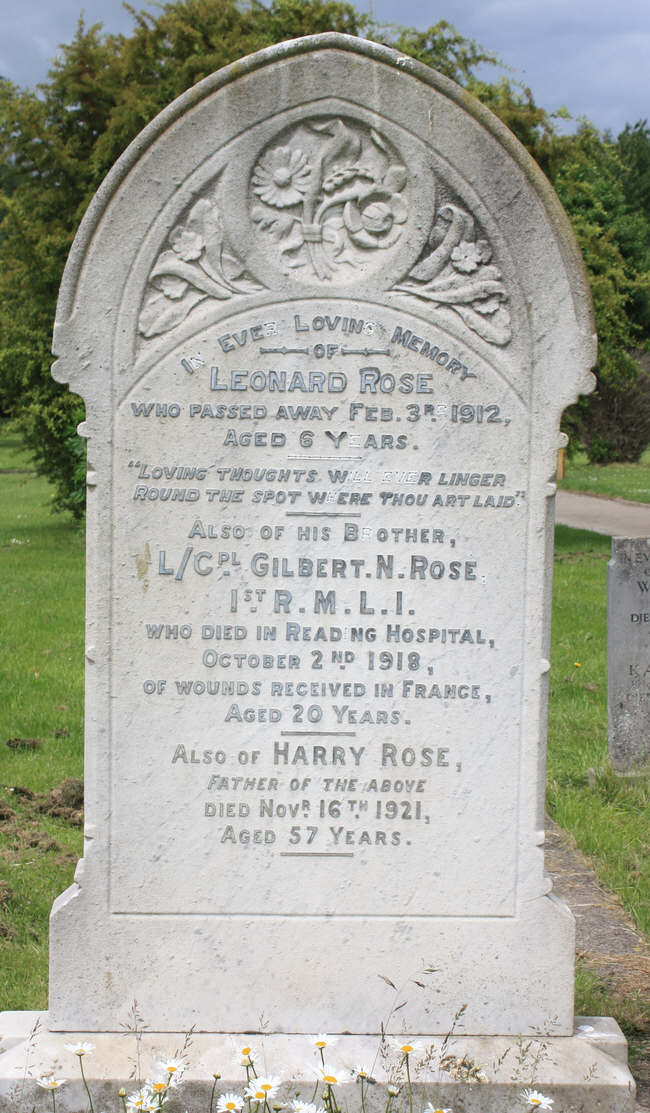 In Ever Loving Memory
of
Leonard Rose
who passed away Feb. 3rd 1912,
Aged 6 Years.
"Loving thoughts will ever linger
Round the spot where thou art laid"
Also of his Brother,
L/Cpl Gilbert. N. Rose,
1st R. M. L. I.
who died in Reading Hospital,
October 2nd 1918,
of wounds received in France,
Aged 20 Years.
Also of Harry Rose,
Father of the above
died Novr 16th 1921,
Aged 57 Years.